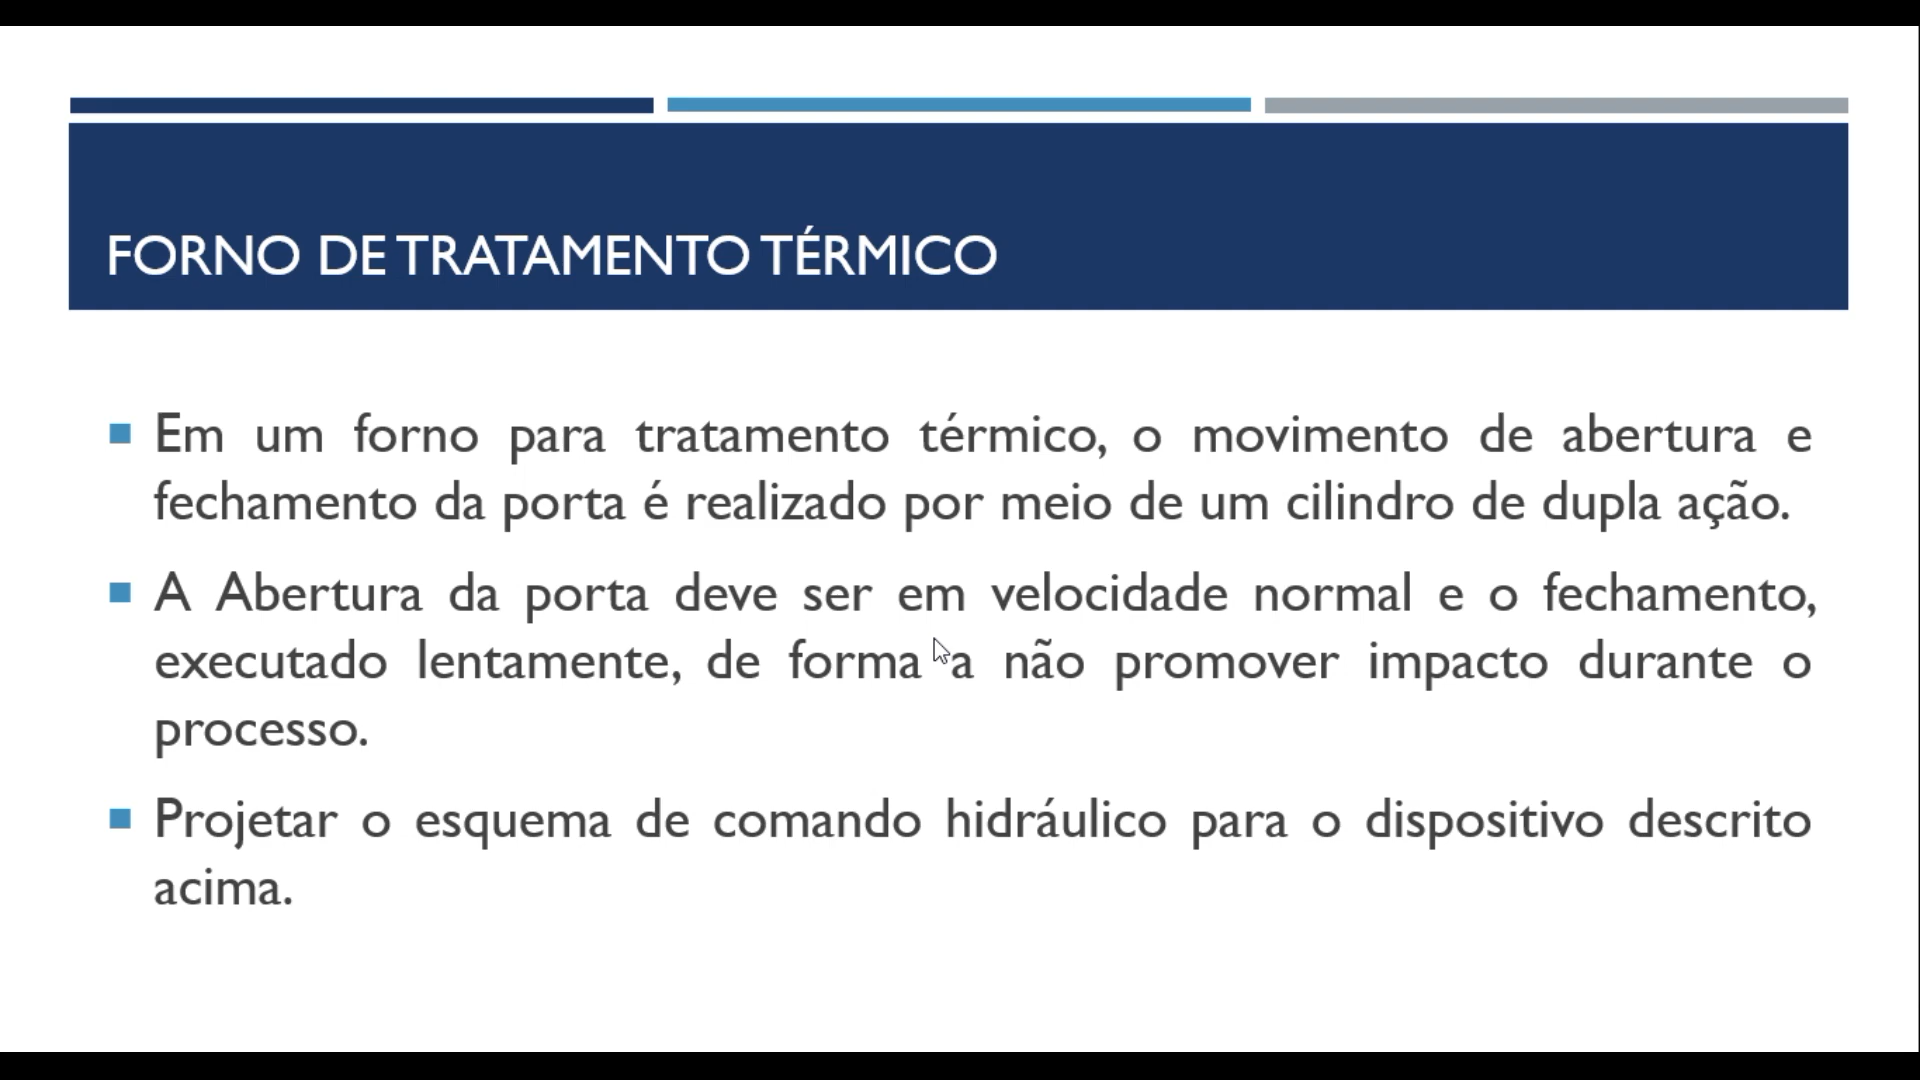 FORNO DE TRATAMENTO TÉRMICO
Em um forno para tratamento térmico, o movimento de abertura e
fechamento da porta é realizado por meio de um cilindro de dupla ação.
A Abertura da porta deve ser em velocidade normal e o fechamento,
executado lentamente, de forma a não promover impacto durante o
processo.
Projetar o esquema de comando hidráulico para o dispositivo descrito
acima.